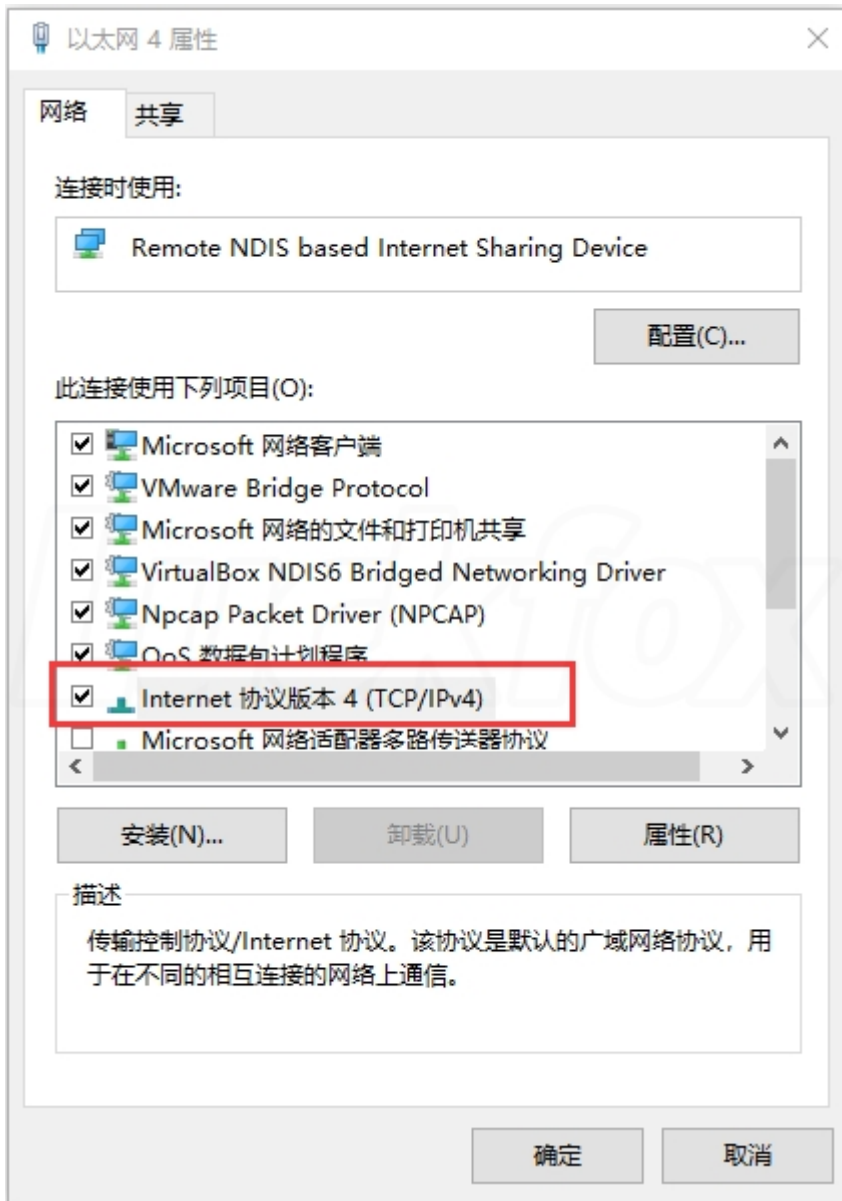 以太网 4 属性
网络
共享
连接时使用:
Remote NDIS based Internet Sharing Device
配置(C)...
此连接使用下列项目(O):
Microsoft 网络客户端
VMware Bridge Protocol
Microsoft 网络的文件和打印机共享
VirtualBox NDIS6 Bridged Networking Driver
Npcap Packet Driver (NPCAP)
QoS 数据包计划程序
Internet 协议版本 4 (TCP/IPv4)
Microsoft 网络适配器多路传送器协议
安装(N)...
卸载(U)
属性(R)
描述
传输控制协议/Internet 协议。该协议是默认的广域网络协议，用
于在不同的相互连接的网络上通信。
确定
取消
luckfox